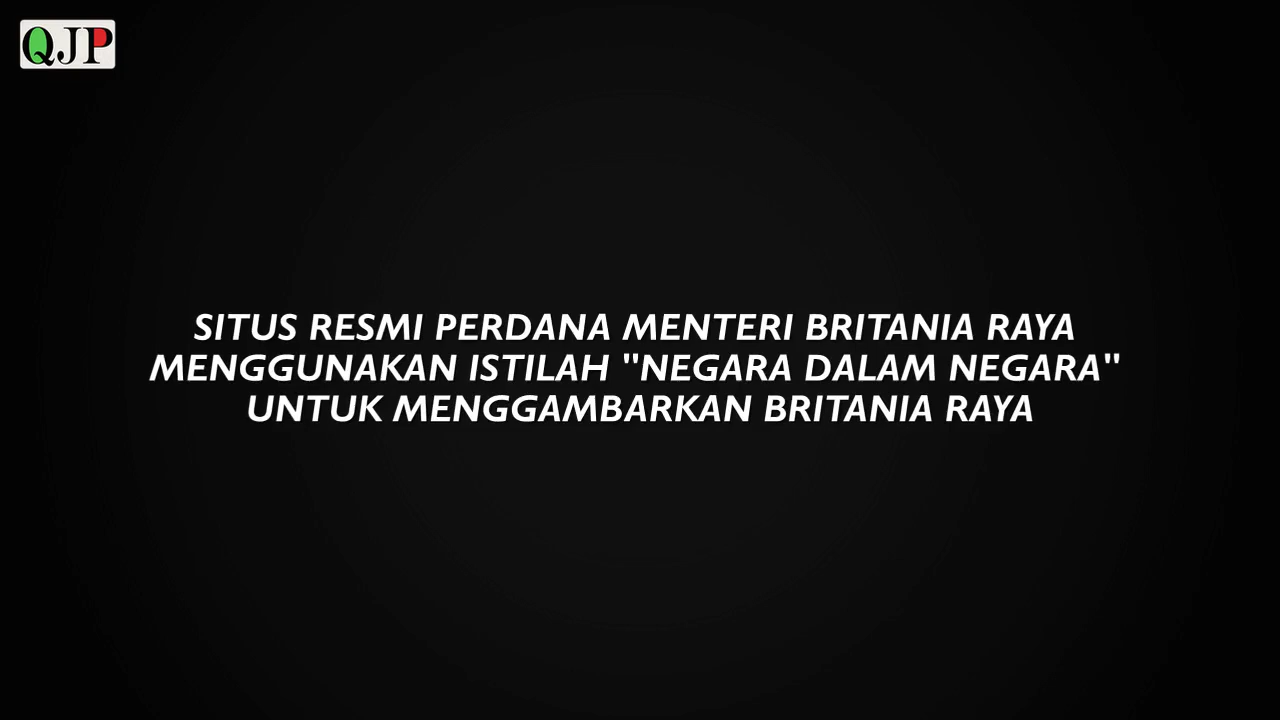 QJP
SITUS RESMI PERDANA MENTERI BRITANIA RAYA
MENGGUNAKAN ISTILAH "NEGARA DALAM NEGARA"
UNTUK MENGGAMBARKAN BRITANIA RAYA